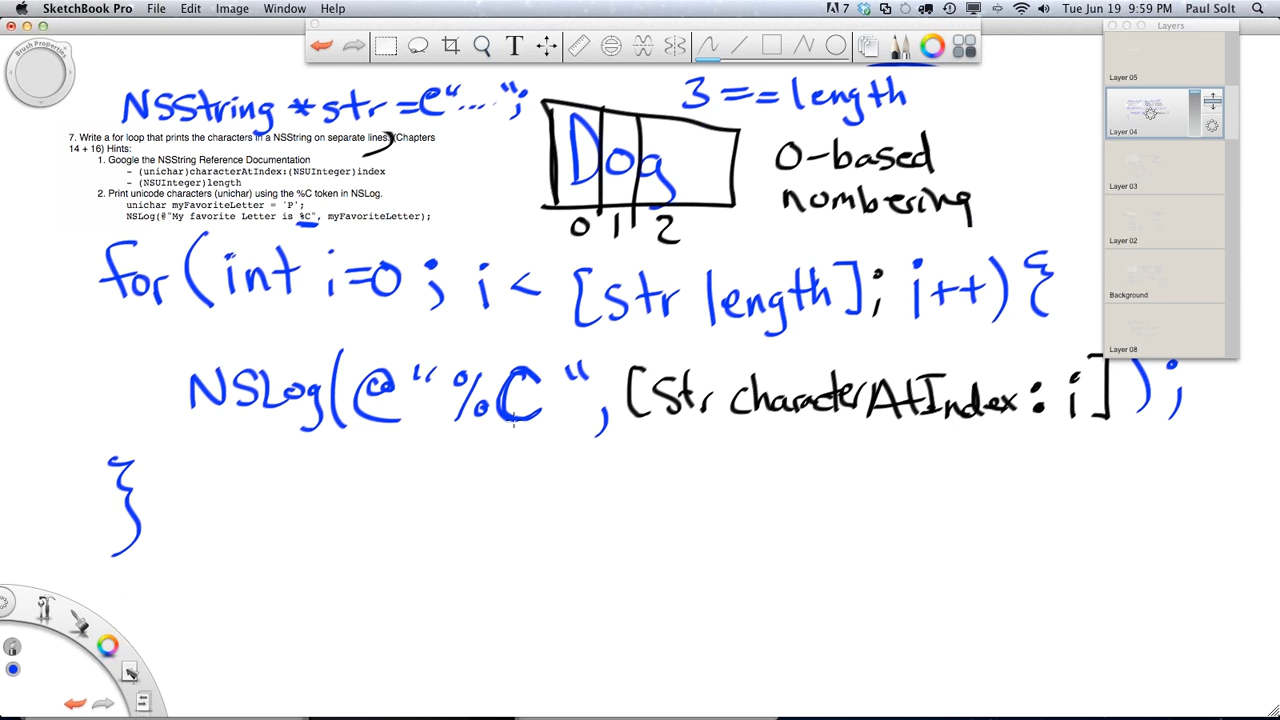 SketchBook Pro File Edit Image Window Help 7 Tue Jun 19 9:59 PM Paul Solt
Layers
Brush Properties
Layer 05
Layer 04
Layer 03
Layer 02
Background
Layer 08
NSString *str = @"...";
3 == length
7. Write a for loop that prints the characters in a NSString on separate lines. (Chapters
14 + 16) Hints:
1. Google the NSString Reference Documentation
- (unichar)characterAtIndex:(NSUInteger)index
- (NSUInteger)length
2. Print unicode characters (unichar) using the %C token in NSLog.
unichar myFavoriteLetter = 'P';
NSLog(@"My favorite Letter is %C", myFavoriteLetter);
Dog
0 1 2
0-based
numbering
for (int i=0; i < [str length]; i++) {
NSLog(@"%C", [str characterAtIndex: i]);
}